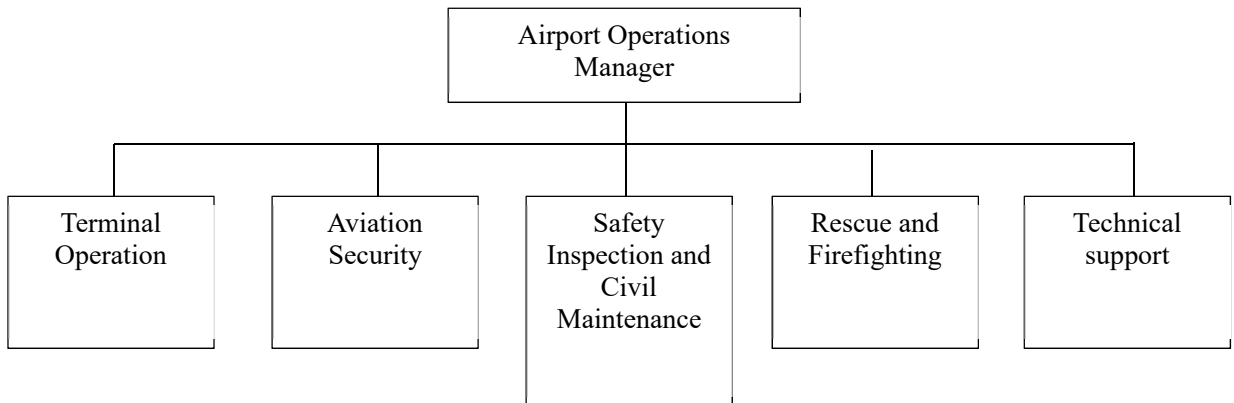 Airport Operations
Manager
Terminal
Operation
Aviation
Security
Safety
Inspection and
Civil
Maintenance
Rescue and
Firefighting
Technical
support